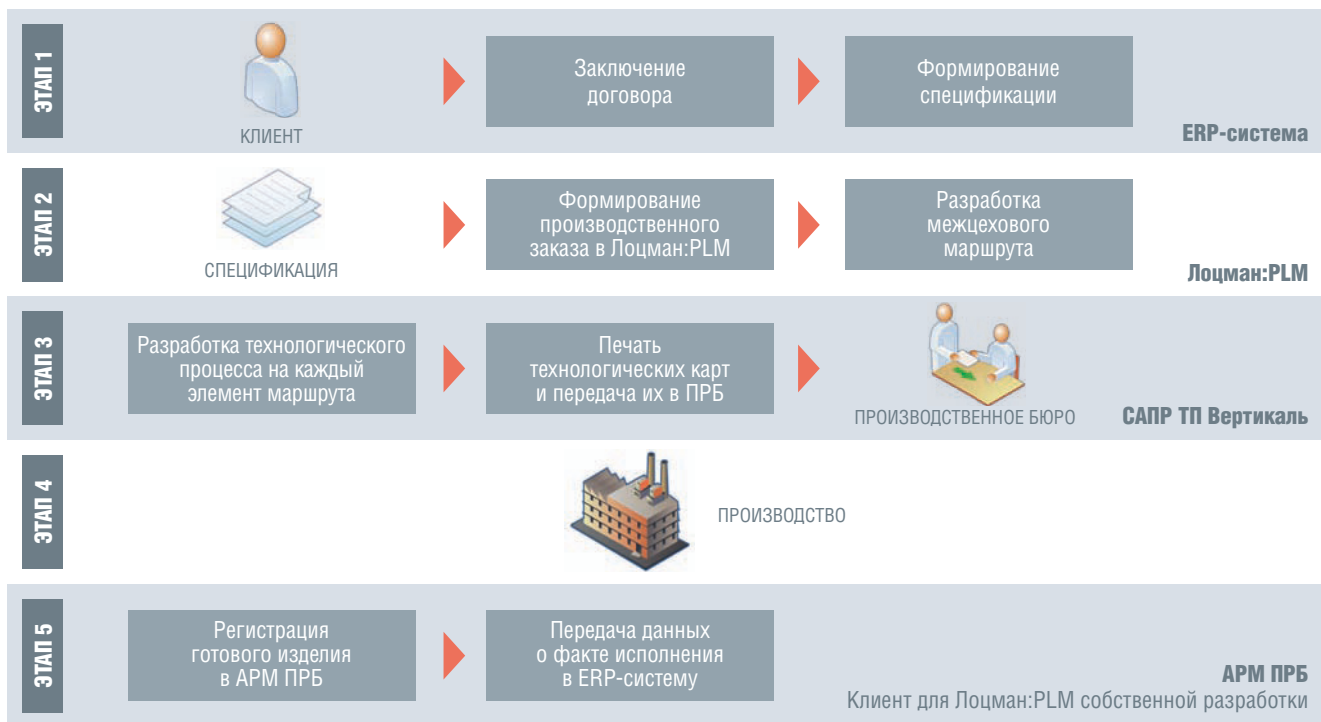 ЭТАП 1
КЛИЕНТ
Заключение
договора
Формирование
спецификации
ERP-система
ЭТАП 2
СПЕЦИФИКАЦИЯ
Формирование
производственного
заказа в Лоцман:PLM
Разработка
межцехового
маршрута
Лоцман:PLM
ЭТАП 3
Разработка технологического
процесса на каждый
элемент маршрута
Печать
технологических карт
и передача их в ПРБ
ПРОИЗВОДСТВЕННОЕ БЮРО
САПР ТП Вертикаль
ЭТАП 4
ПРОИЗВОДСТВО
ЭТАП 5
Регистрация
готового изделия
в АРМ ПРБ
Передача данных
о факте исполнения
в ERP-систему
АРМ ПРБ
Клиент для Лоцман:PLM собственной разработки